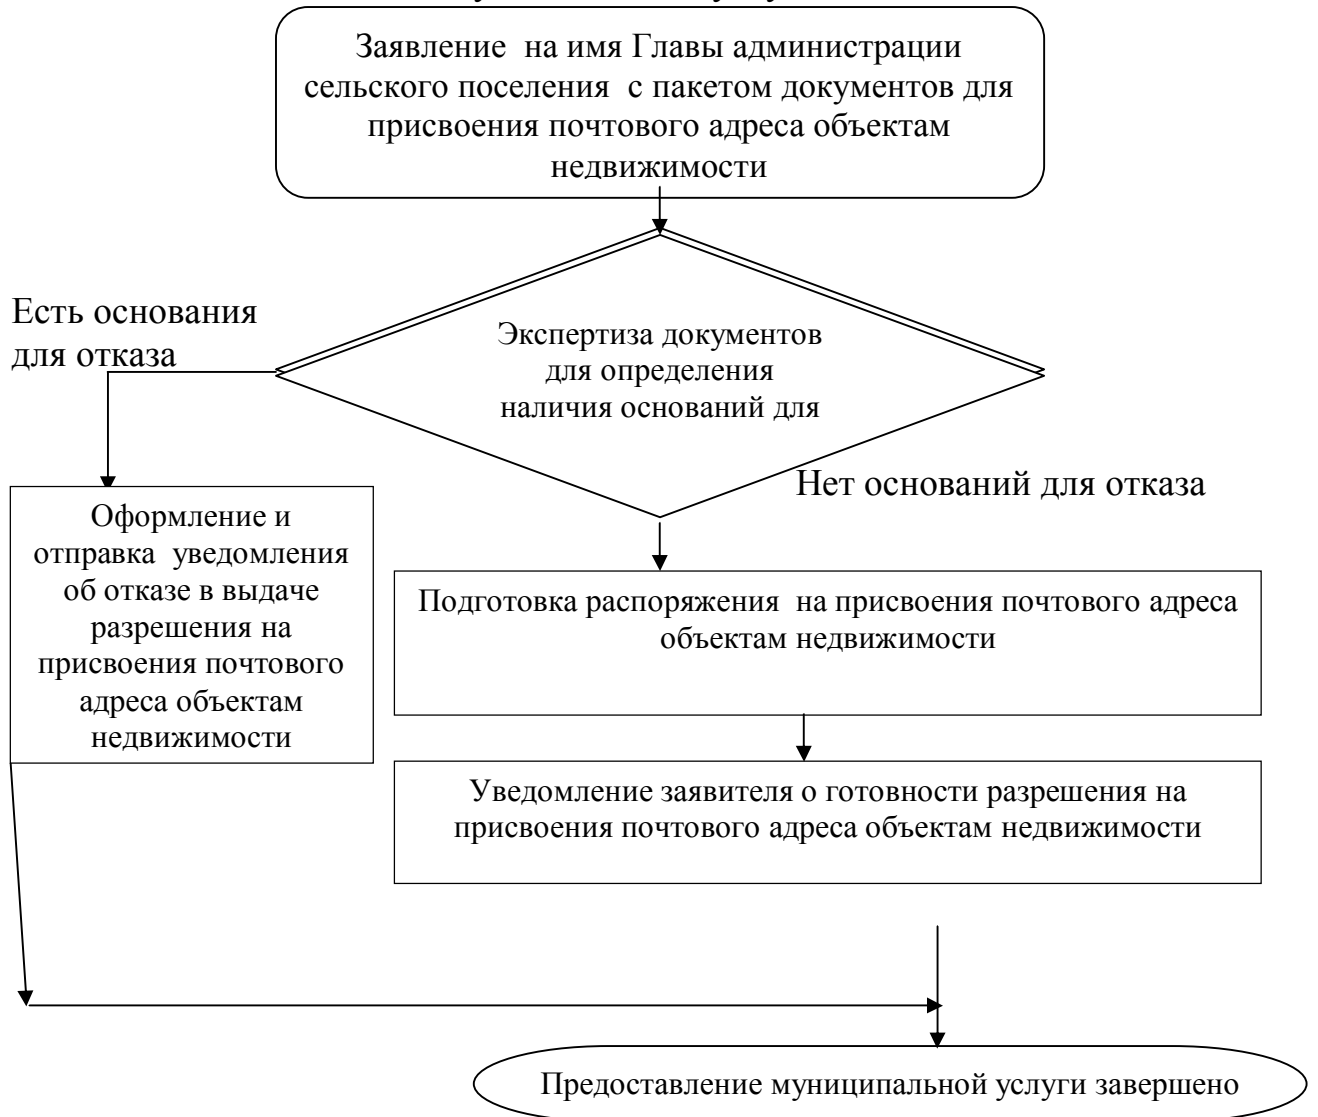 Заявление на имя Главы администрации
сельского поселения с пакетом документов для
присвоения почтового адреса объектам
недвижимости
Есть основания
для отказа
Экспертиза документов
для определения
наличия оснований для
Нет оснований для отказа
Оформление и
отправка уведомления
об отказе в выдаче
разрешения на
присвоения почтового
адреса объектам
недвижимости
Подготовка распоряжения на присвоения почтового адреса
объектам недвижимости
Уведомление заявителя о готовности разрешения на
присвоения почтового адреса объектам недвижимости
Предоставление муниципальной услуги завершено